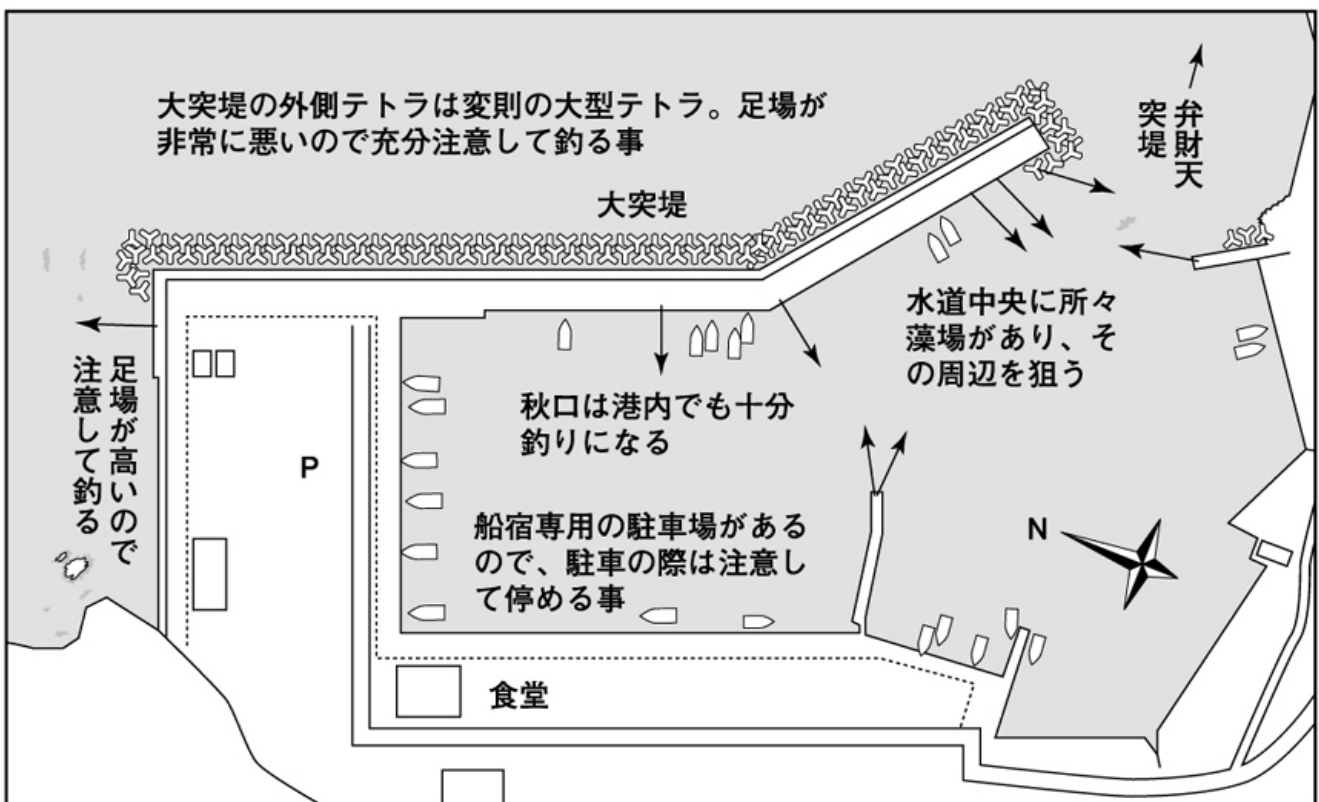 大突堤の外側テトラは変則の大型テトラ。足場が
非常に悪いので充分注意して釣る事
弁財天
突堤
大突堤
水道中央に所々
藻場があり、そ
の周辺を狙う
足場が高いので
注意して釣る
秋口は港内でも十分
釣りになる
P
船宿専用の駐車場がある
ので、駐車の際は注意し
て停める事
N
食堂